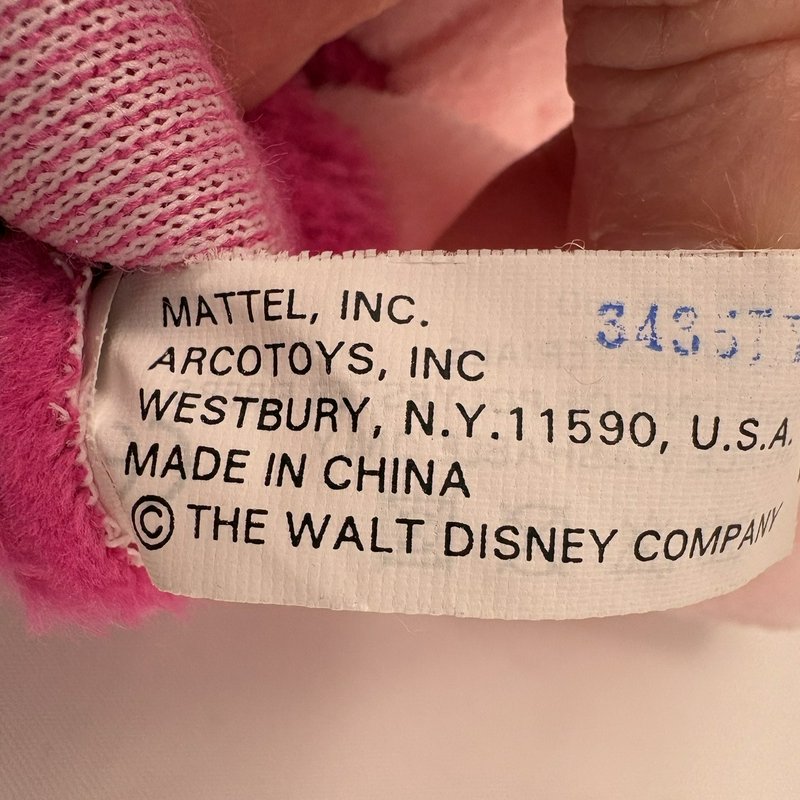 MATTEL, INC.
ARCOTOYS, INC
WESTBURY, N.Y.11590, U.S.A.
MADE IN CHINA
© THE WALT DISNEY COMPANY